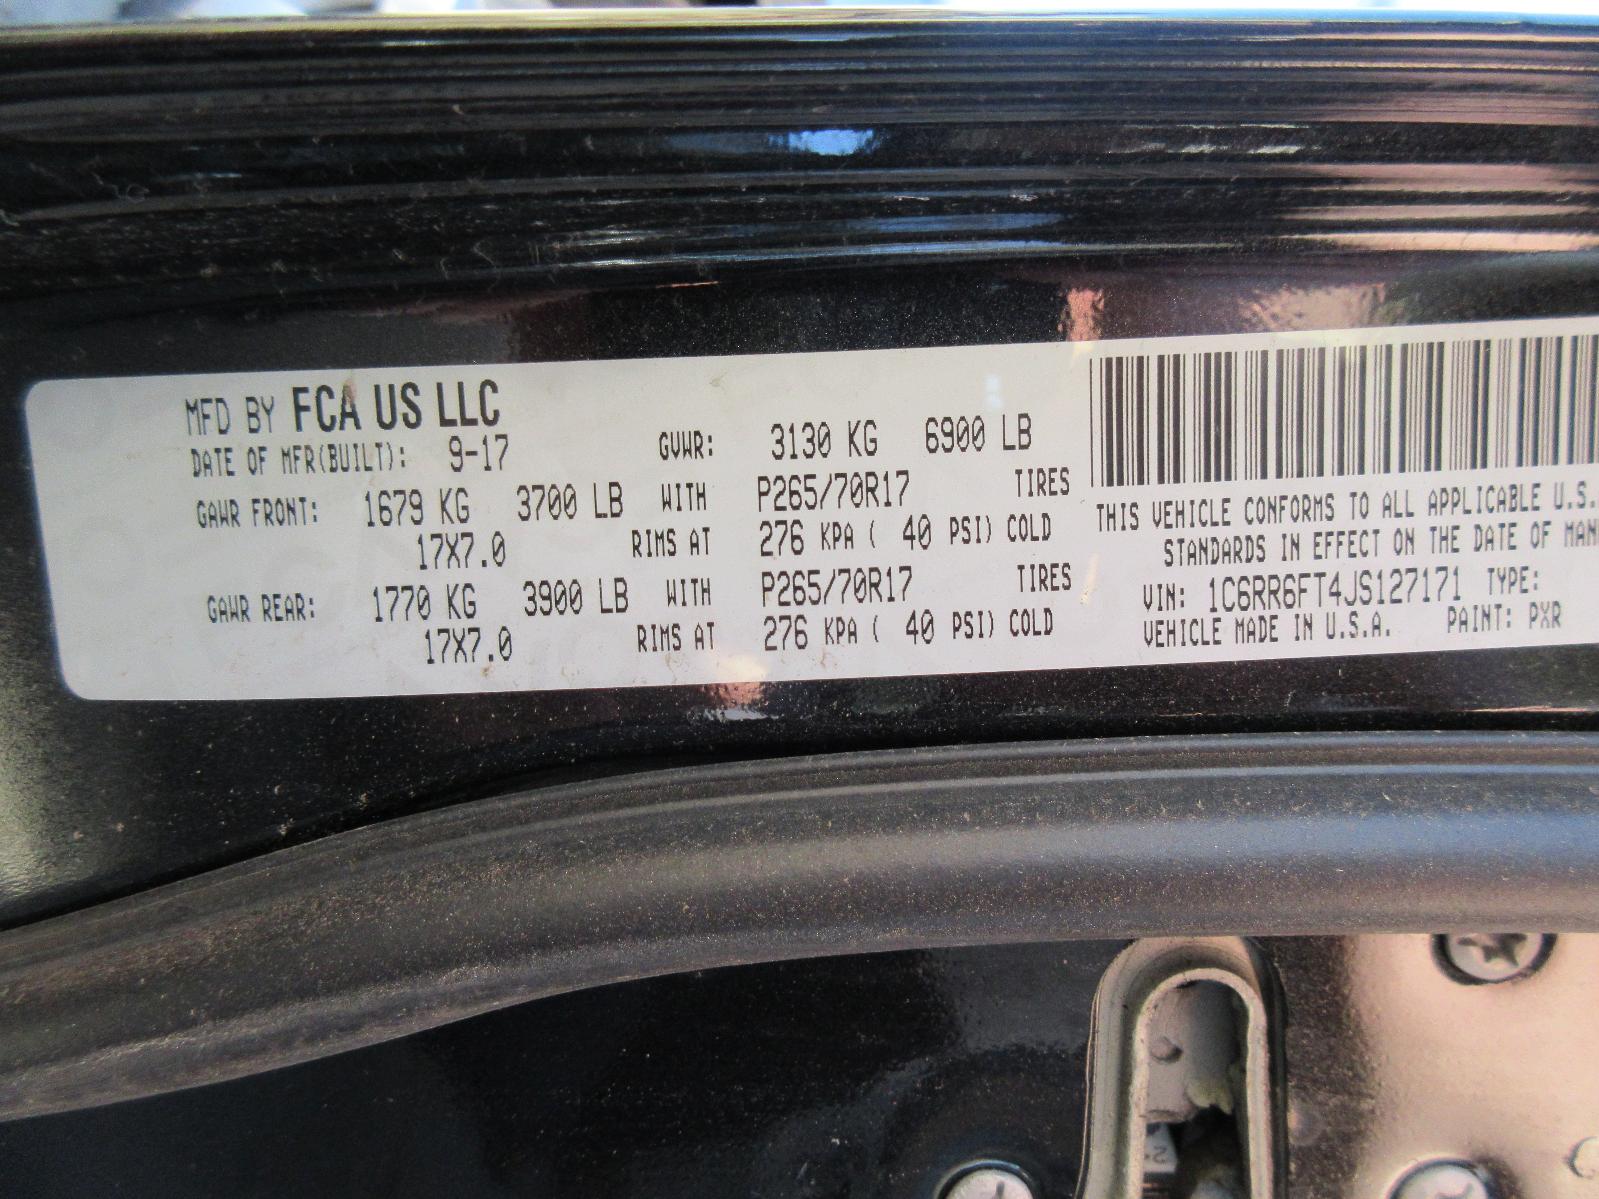 MFD BY FCA US LLC
DATE OF MFR(BUILT): 9-17 GVWR: 3130 KG 6900 LB
GAWR FRONT: 1679 KG 3700 LB WITH P265/70R17 TIRES
17X7.0 RIMS AT 276 KPA ( 40 PSI) COLD
GAWR REAR: 1770 KG 3900 LB WITH P265/70R17 TIRES
17X7.0 RIMS AT 276 KPA ( 40 PSI) COLD
THIS VEHICLE CONFORMS TO ALL APPLICABLE U.S.
STANDARDS IN EFFECT ON THE DATE OF MAN
VIN: 1C6RR6FT4JS127171 TYPE:
VEHICLE MADE IN U.S.A. PAINT: PXR